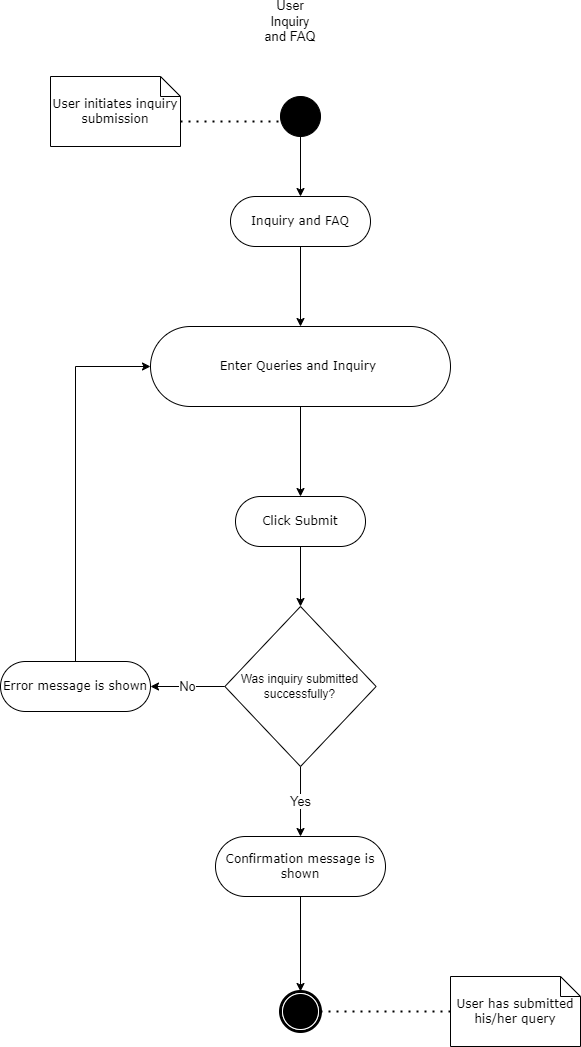 User
Inquiry
and FAQ
User initiates inquiry
submission
Inquiry and FAQ
Enter Queries and Inquiry
Click Submit
Was inquiry submitted
successfully?
No
Error message is shown
Yes
Confirmation message is
shown
User has submitted
his/her query